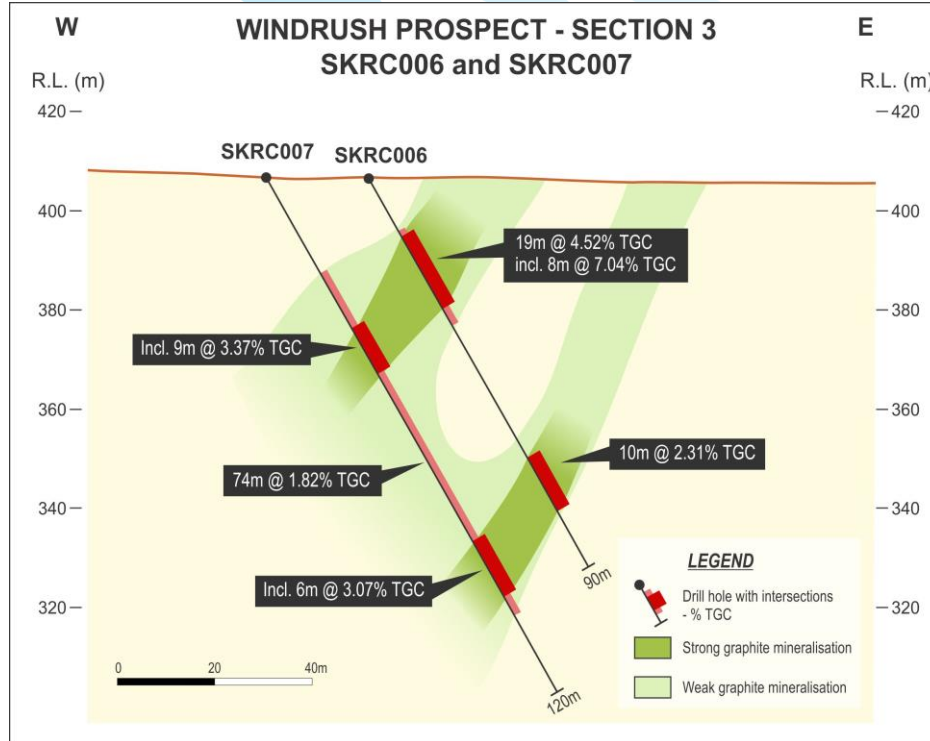 W
WINDRUSH PROSPECT - SECTION 3
E
SKRC006 and SKRC007
R.L. (m)
R.L. (m)
420
420
SKRC007
SKRC006
400
400
19m @ 4.52% TGC
incl. 8m @ 7.04% TGC
380
380
Incl. 9m @ 3.37% TGC
360
360
10m @ 2.31% TGC
74m @ 1.82% TGC
340
340
90m
Incl. 6m @ 3.07% TGC
320
320
120m
LEGEND
Drill hole with intersections
- % TGC
Strong graphite mineralisation
Weak graphite mineralisation
0
20
40m